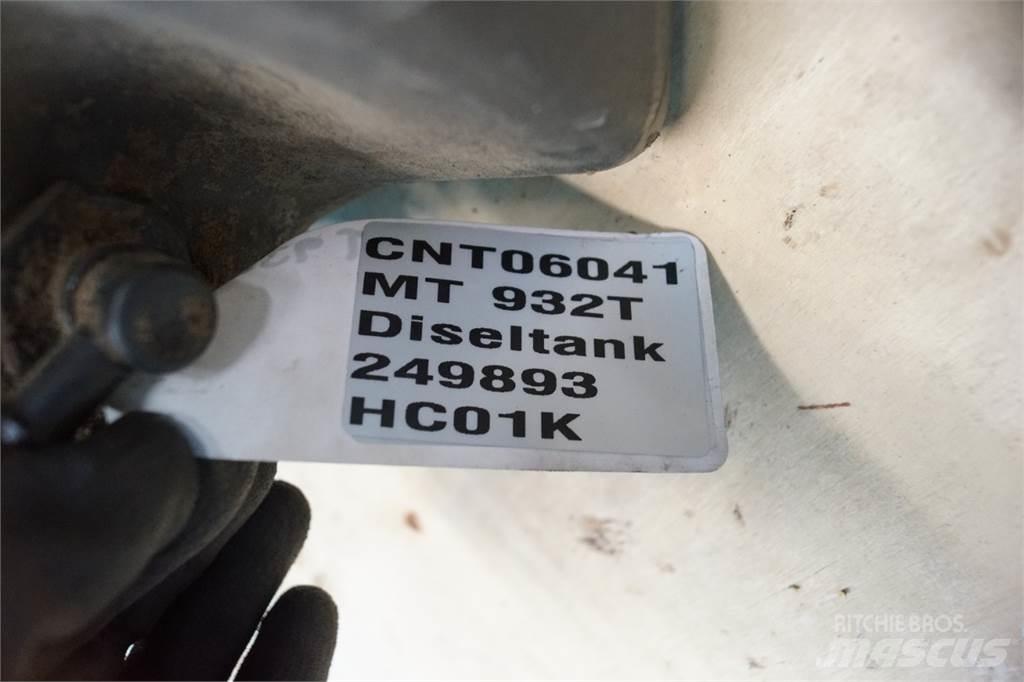 CNT06041
MT 932T
Diseltank
249893
HC01K
RITCHIE BROS.
MASCUS